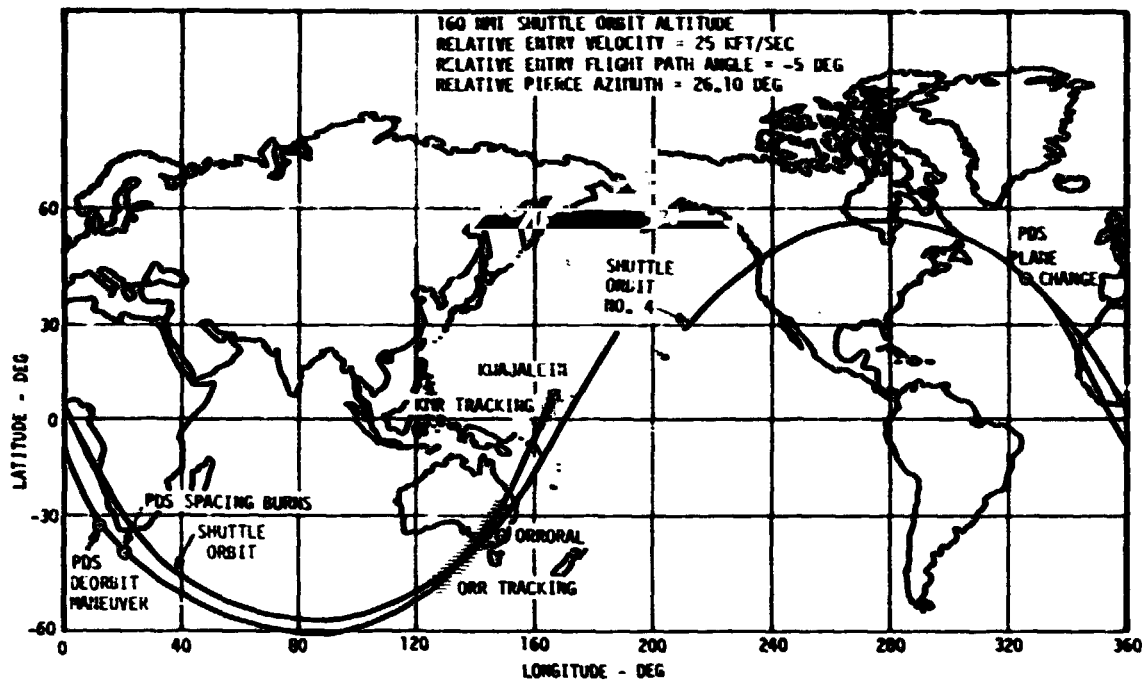 160 NMI SHUTTLE ORBIT ALTITUDE
RELATIVE ENTRY VELOCITY = 25 KFT/SEC
RELATIVE ENTRY FLIGHT PATH ANGLE = -5 DEG
RELATIVE PIERCE AZIMUTH = 26.10 DEG
60
30
0
-30
-60
LATITUDE - DEG
PDS
PLANE
CHANGE
SHUTTLE
ORBIT
NO. 4
KWAJALEIN
KMR TRACKING
PDS SPACING BURNS
SHUTTLE
ORBIT
PDS
DEORBIT
MANEUVER
ORRORAL
ORR TRACKING
0 40 80 120 160 200 240 280 320 360
LONGITUDE - DEG